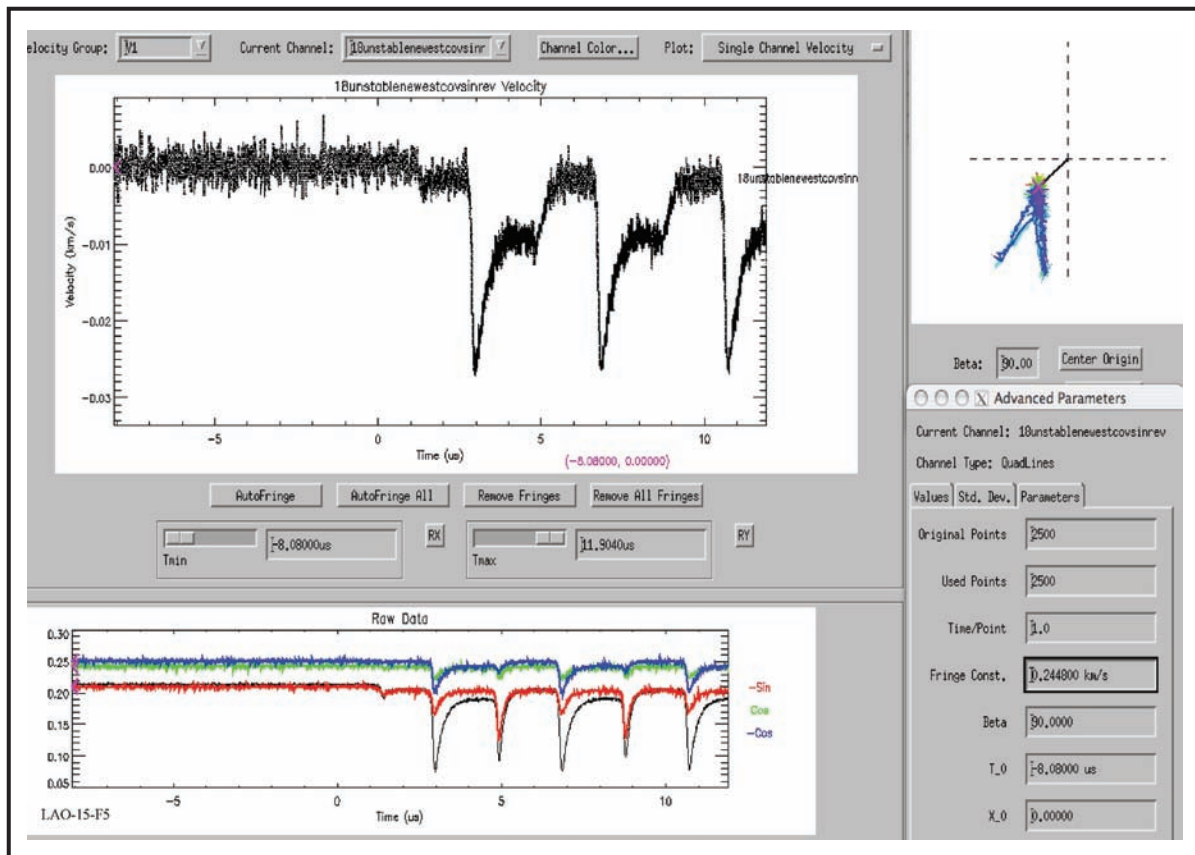 elocity Group: V1 Current Channel: 18unstablenewestcovsinr Channel Color... Plot: Single Channel Velocity
18unstablenewestcovsinrev Velocity
0.00
-0.01
-0.02
-0.03
Velocity (km/s)
18unstablenewestcovsinn
-5 0 5 10
Time (us)
(-8.08000, 0.00000)
AutoFringe AutoFringe All Remove Fringes Remove All Fringes
Tmin -8.08000us RX Tmax 11.9040us RY
Beta: 90.00 Center Origin
X Advanced Parameters
Current Channel: 18unstablenewestcovsinrev
Channel Type: QuadLines
Values Std. Dev. Parameters
Original Points 2500
Used Points 2500
Time/Point 1.0
Fringe Const. 0.244800 km/s
Beta 90.0000
T_0 -8.08000 us
X_0 0.00000
Raw Data
0.30
0.25
0.20
0.15
0.10
0.05
-Sin
Cos
-Cos
-5 0 5 10
Time (us)
LAO-15-F5